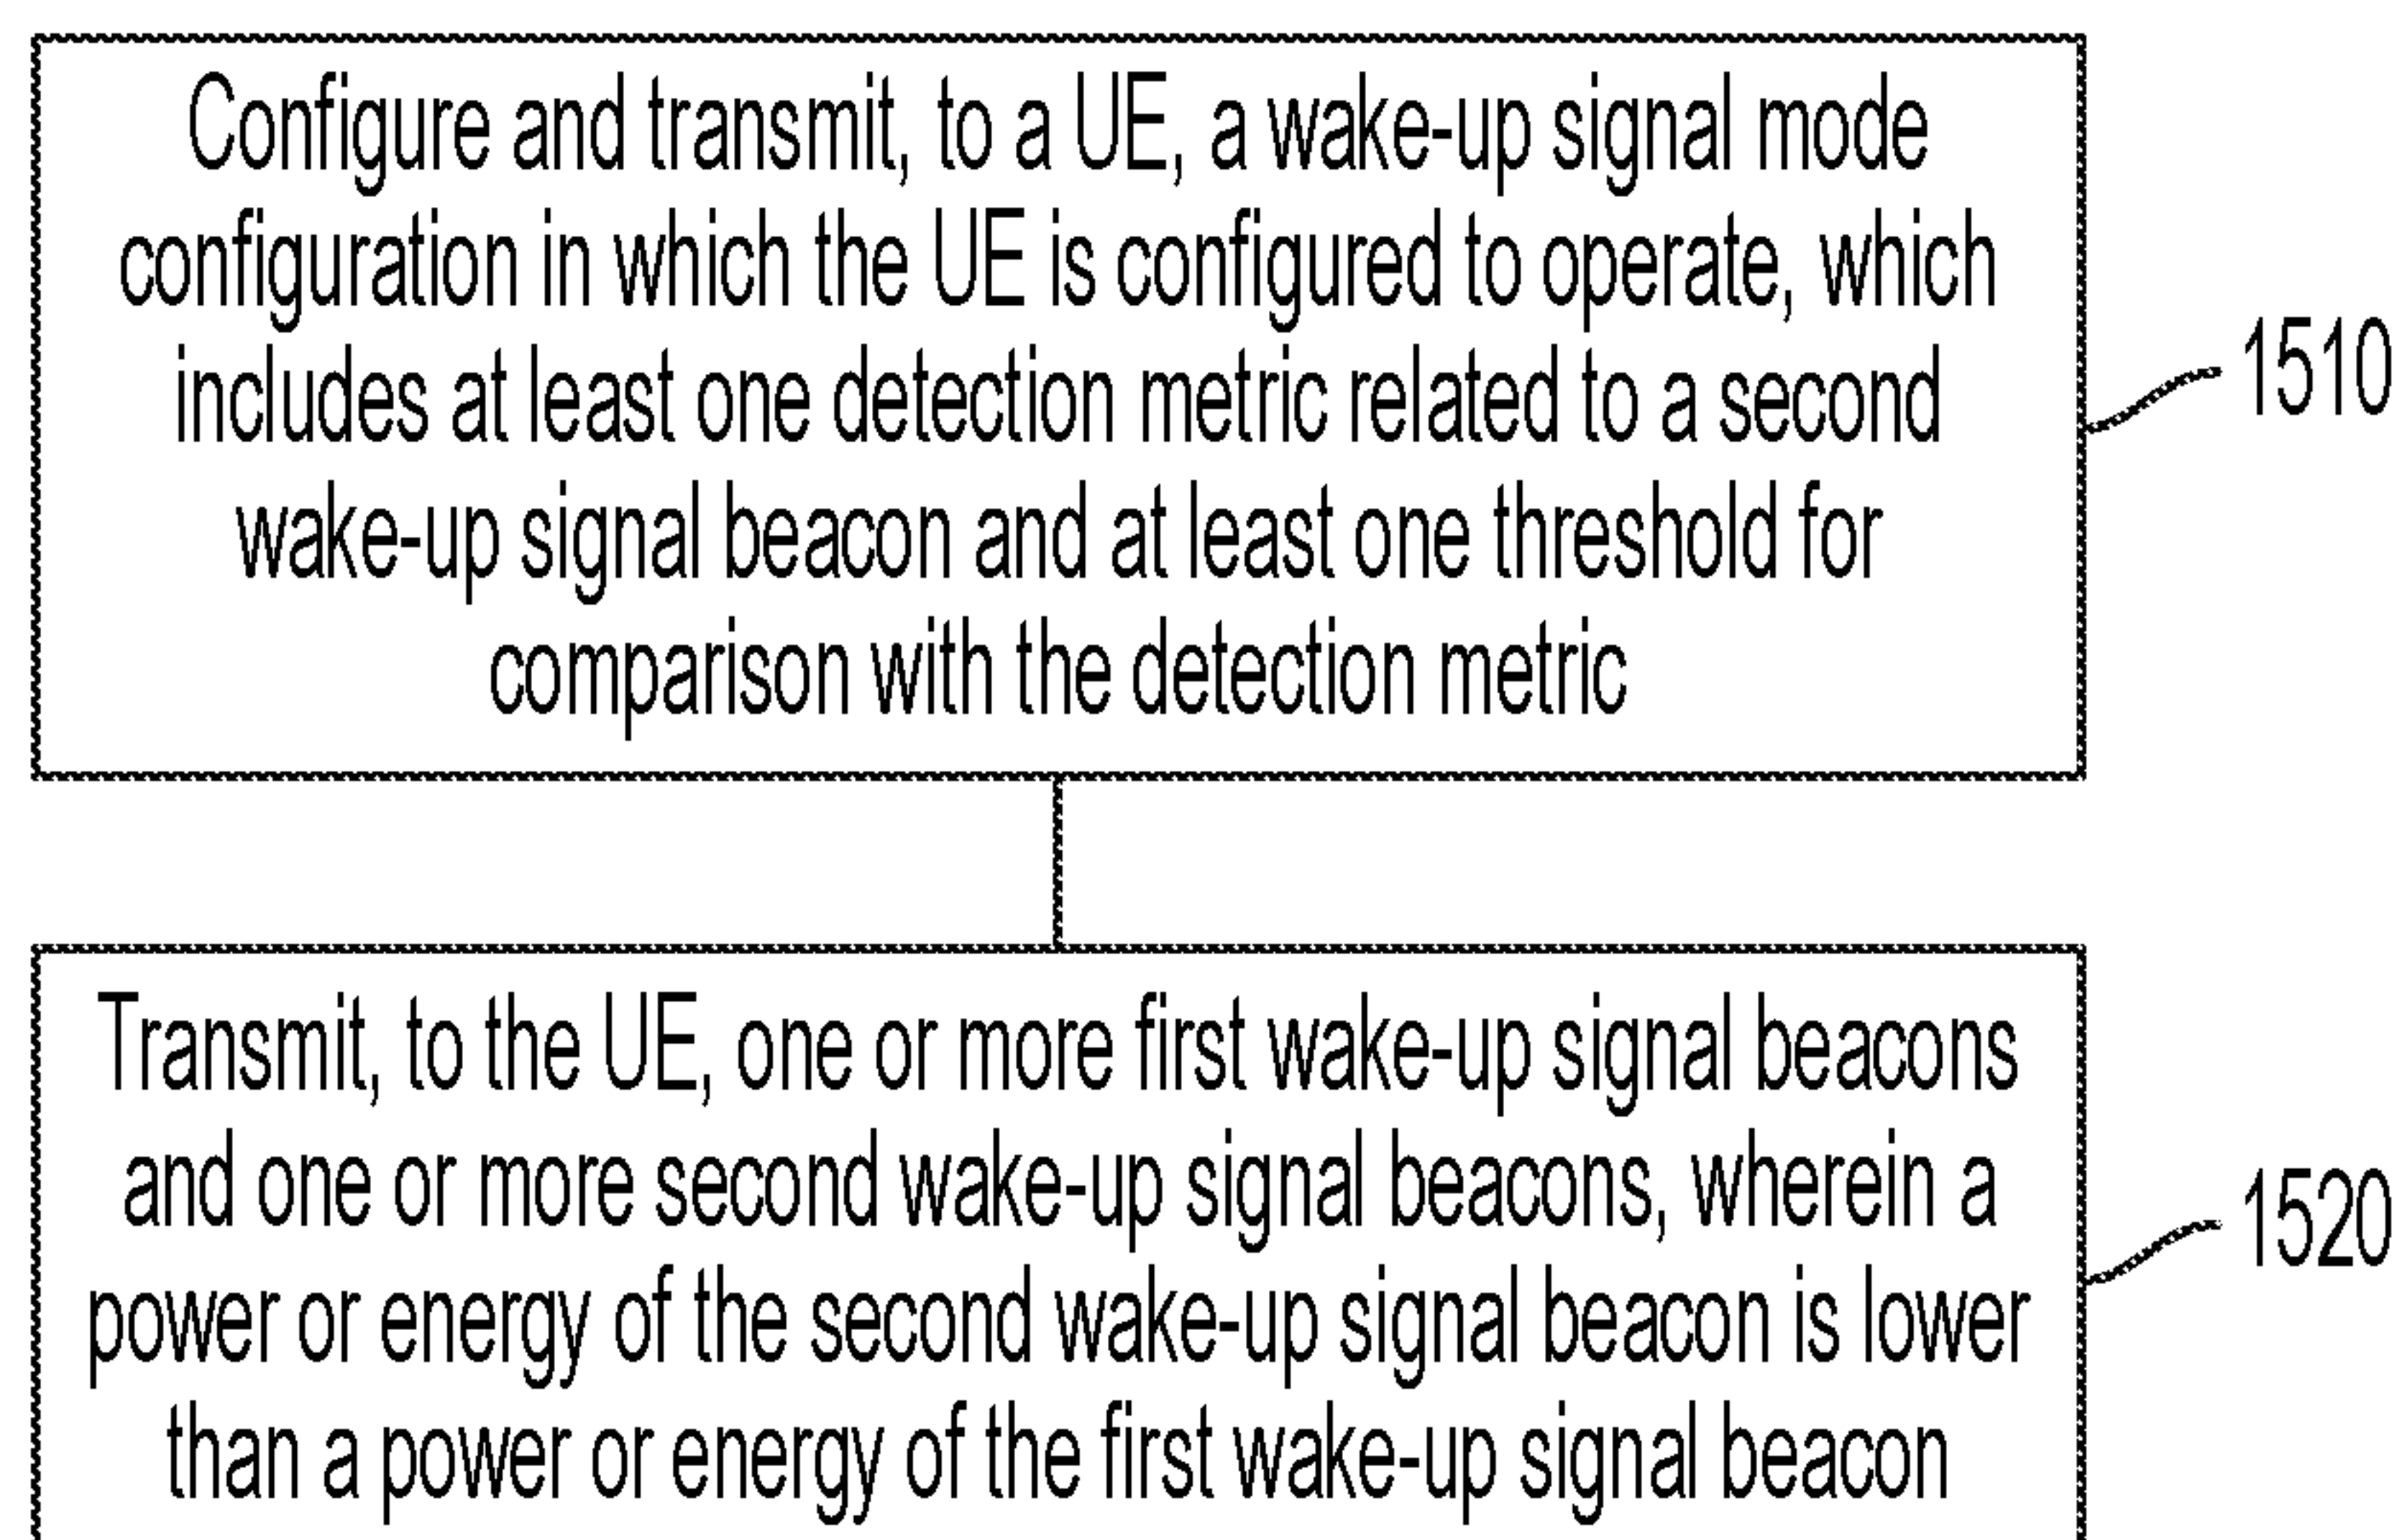 Configure and transmit, to a UE, a wake-up signal mode
configuration in which the UE is configured to operate, which
includes at least one detection metric related to a second
wake-up signal beacon and at least one threshold for
comparison with the detection metric
1510
Transmit, to the UE, one or more first wake-up signal beacons
and one or more second wake-up signal beacons, wherein a
power or energy of the second wake-up signal beacon is lower
than a power or energy of the first wake-up signal beacon
1520